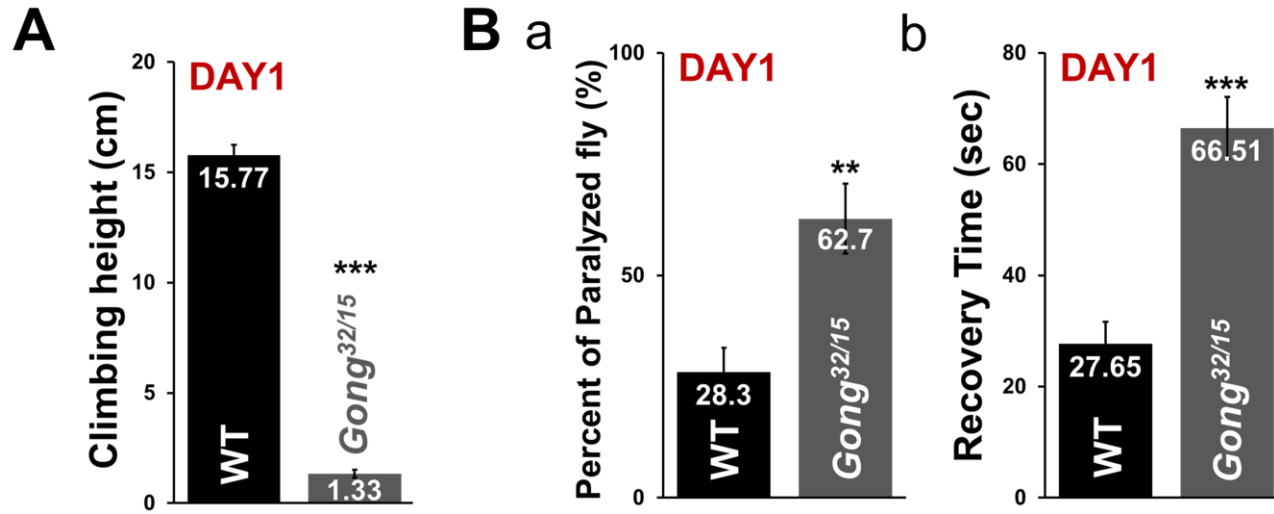 A
Climbing height (cm)
20
15
10
5
0
DAY1
15.77
WT
***
Gong32/15
1.33
B
a
Percent of Paralyzed fly (%)
100
50
0
DAY1
28.3
WT
**
62.7
Gong32/15
b
Recovery Time (sec)
80
60
40
20
0
DAY1
27.65
WT
***
66.51
Gong32/15